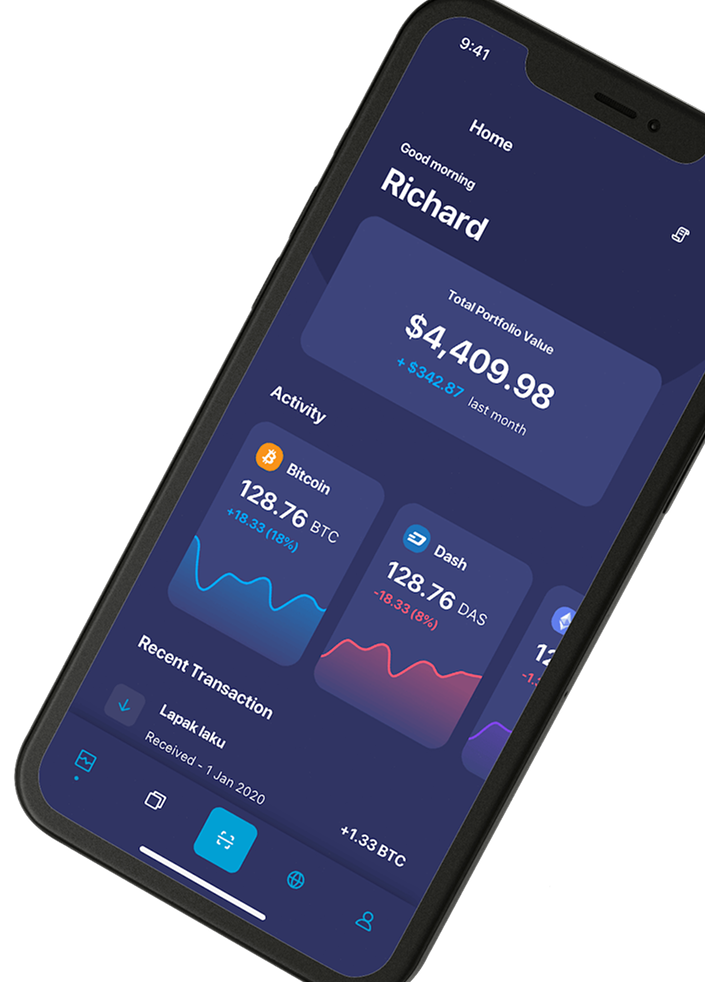 9:41
Home
Good morning
Richard
Total Portfolio Value
$4,409.98
+ $342.87 last month
Activity
Bitcoin
128.76 BTC
+18.33 (18%)
Dash
128.76 DAS
-18.33 (8%)
Recent Transaction
Lapak laku
Received - 1 Jan 2020
+1.33 BTC